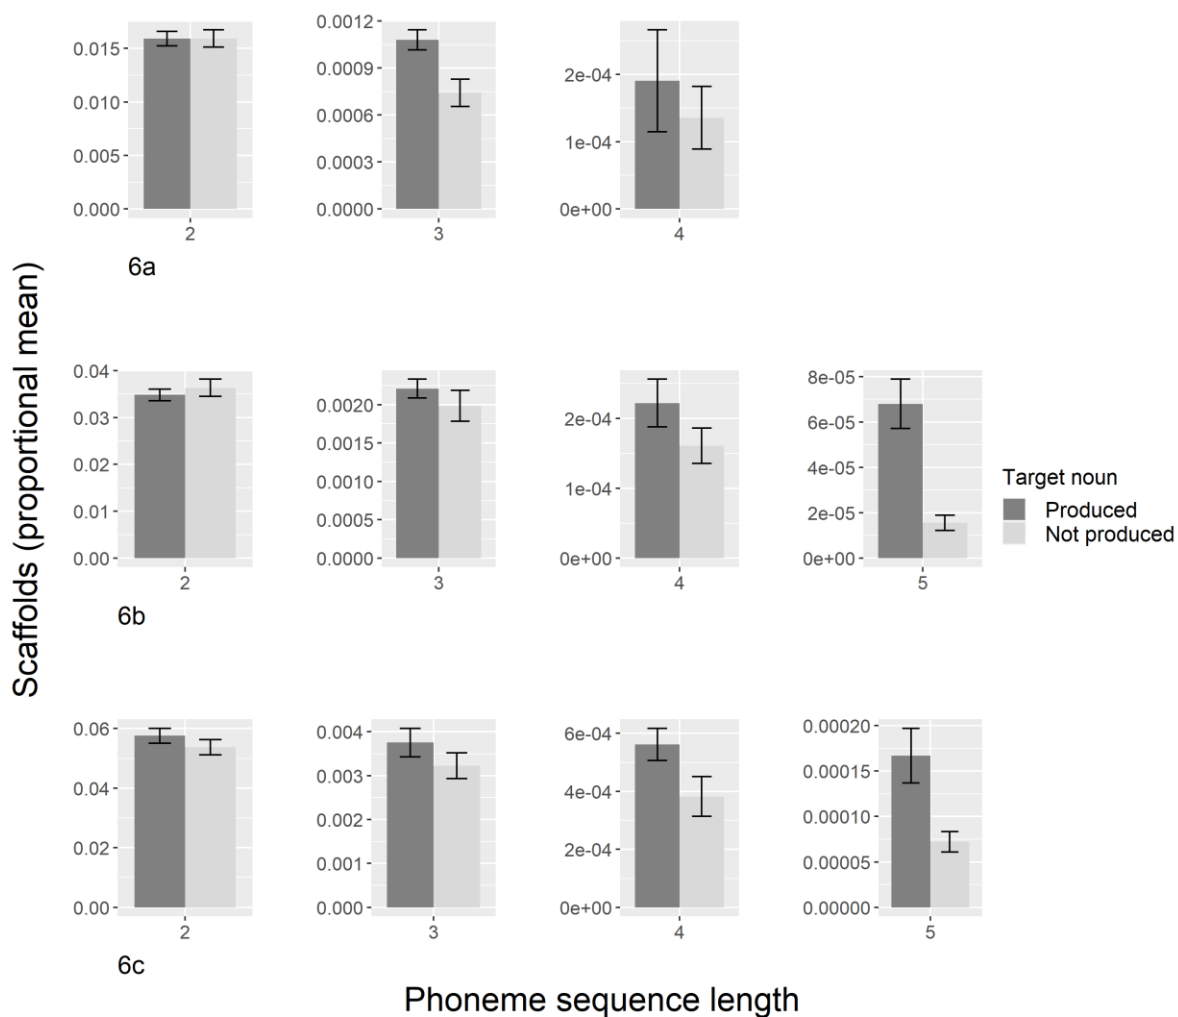 0.015
0.010
0.005
0.000
2
0.0012
0.0009
0.0006
0.0003
0.0000
3
2e-04
1e-04
0e+00
4
6a
Scaffolds (proportional mean)
0.04
0.03
0.02
0.01
0.00
2
0.0020
0.0015
0.0010
0.0005
0.0000
3
2e-04
1e-04
0e+00
4
8e-05
6e-05
4e-05
2e-05
0e+00
5
Target noun
Produced
Not produced
6b
0.06
0.04
0.02
0.00
2
0.004
0.003
0.002
0.001
0.000
3
6e-04
4e-04
2e-04
0e+00
4
0.00020
0.00015
0.00010
0.00005
0.00000
5
6c
Phoneme sequence length